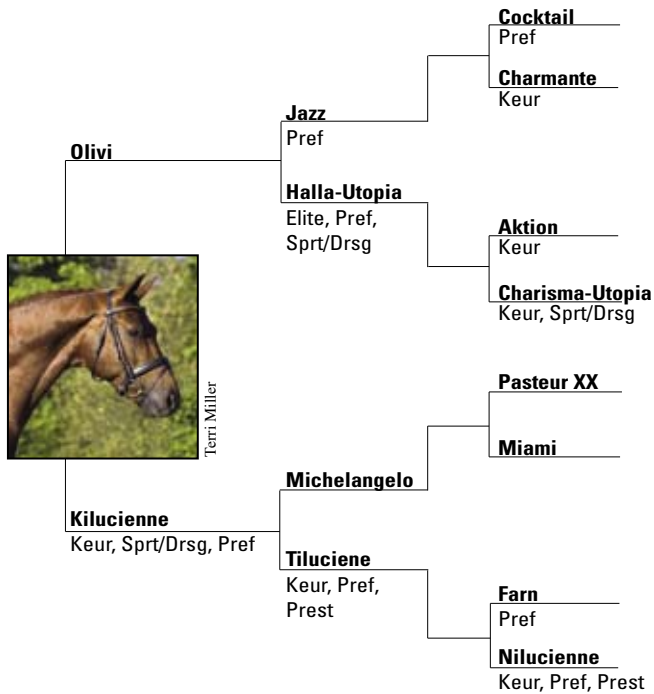 Cocktail
Pref
Charmante
Keur
Jazz
Pref
Olivi
Halla-Utopia
Elite, Pref,
Sprt/Drsg
Aktion
Keur
Charisma-Utopia
Keur, Sprt/Drsg
Terri Miller
Pasteur XX
Miami
Michelangelo
Kilucienne
Keur, Sprt/Drsg, Pref
Tiluciene
Keur, Pref,
Prest
Farn
Pref
Nilucienne
Keur, Pref, Prest